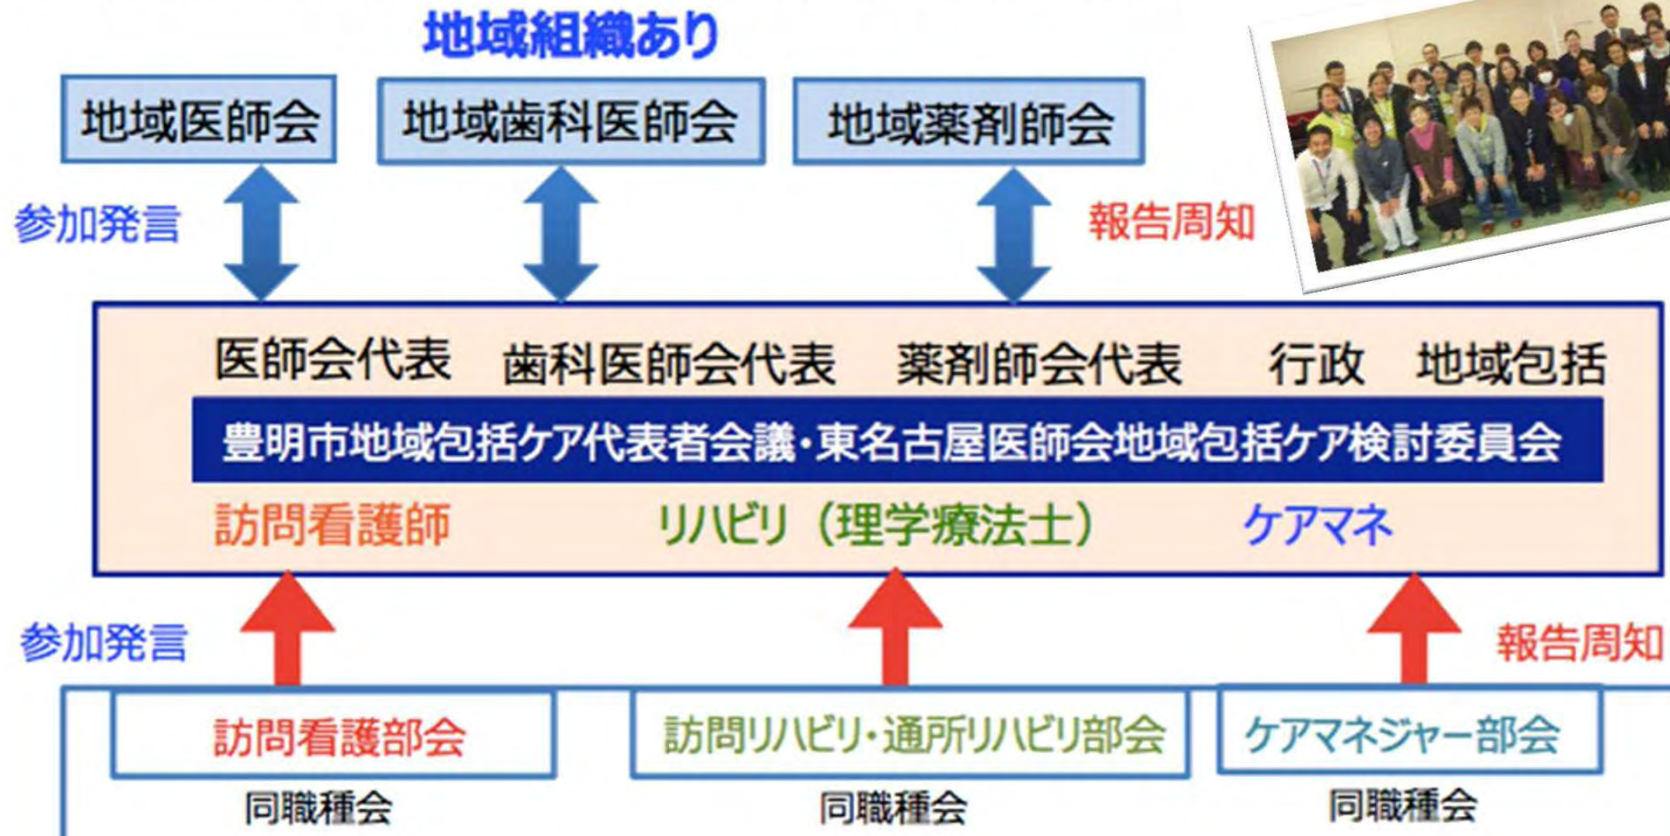 地域組織あり
地域医師会 地域歯科医師会 地域薬剤師会
参加発言 報告周知
医師会代表 歯科医師会代表 薬剤師会代表 行政 地域包括
豊明市地域包括ケア代表者会議・東名古屋医師会地域包括ケア検討委員会
訪問看護師 リハビリ（理学療法士） ケアマネ
参加発言 報告周知
訪問看護部会 訪問リハビリ・通所リハビリ部会 ケアマネジャー部会
同職種会 同職種会 同職種会